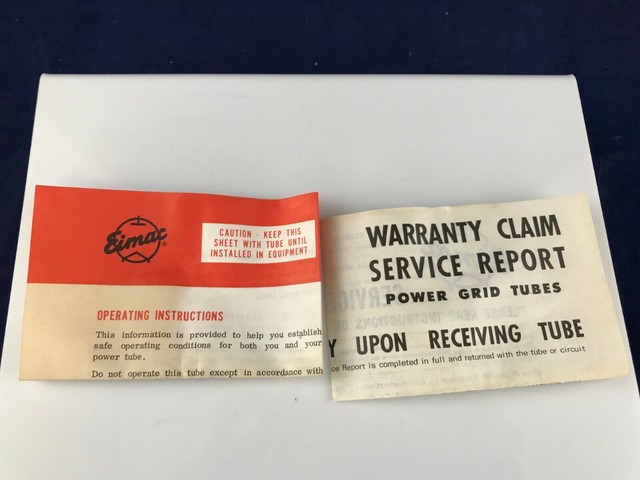 Eimac®
CAUTION - KEEP THIS
SHEET WITH TUBE UNTIL
INSTALLED IN EQUIPMENT
OPERATING INSTRUCTIONS
This information is provided to help you establish
safe operating conditions for both you and your
power tube.
Do not operate this tube except in accordance with
WARRANTY CLAIM
SERVICE REPORT
POWER GRID TUBES
Y UPON RECEIVING TUBE
ce Report is completed in full and returned with the tube or circuit